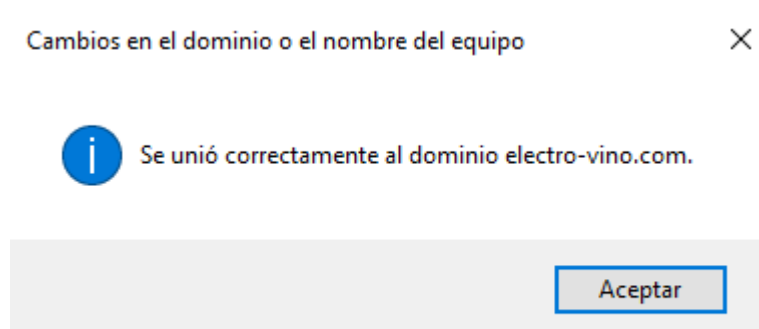 Cambios en el dominio o el nombre del equipo
Se unió correctamente al dominio electro-vino.com.
Aceptar